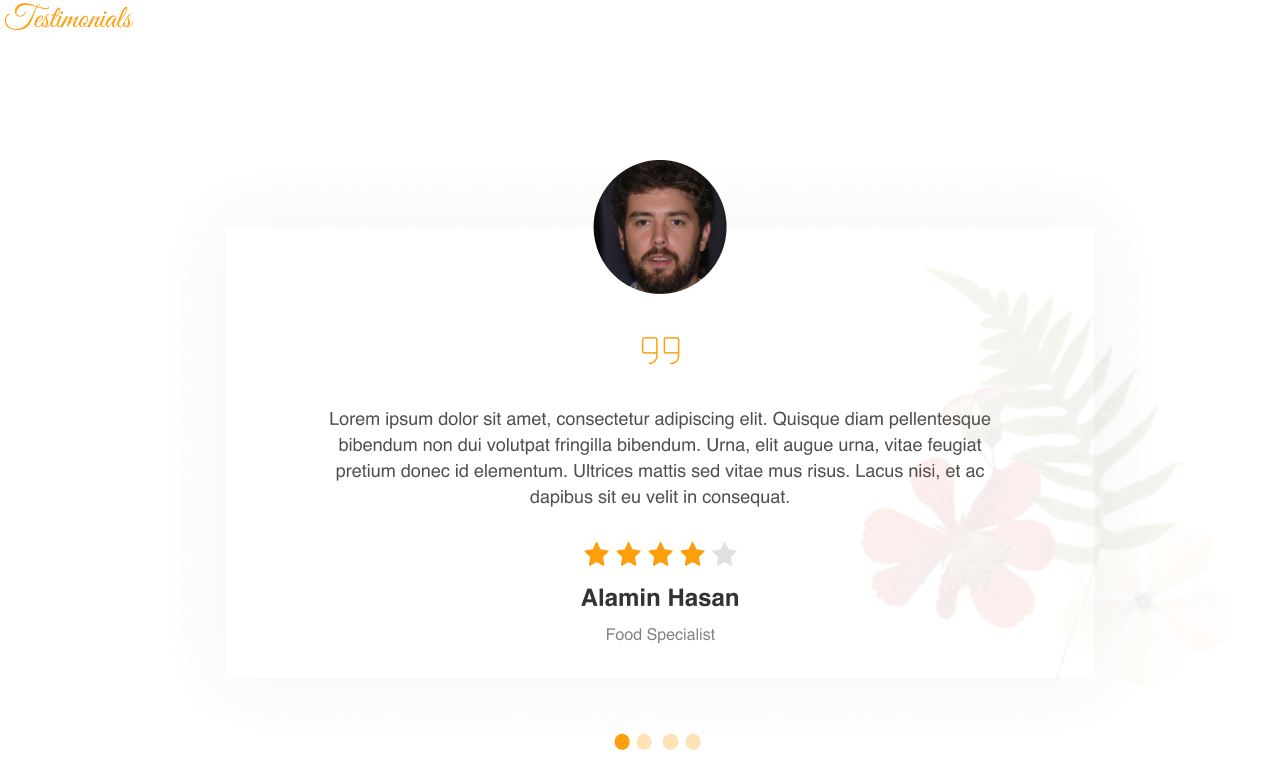 Testimonials
Lorem ipsum dolor sit amet, consectetur adipiscing elit. Quisque diam pellentesque
bibendum non dui volutpat fringilla bibendum. Urna, elit augue urna, vitae feugiat
pretium donec id elementum. Ultrices mattis sed vitae mus risus. Lacus nisi, et ac
dapibus sit eu velit in consequat.
Alamin Hasan
Food Specialist